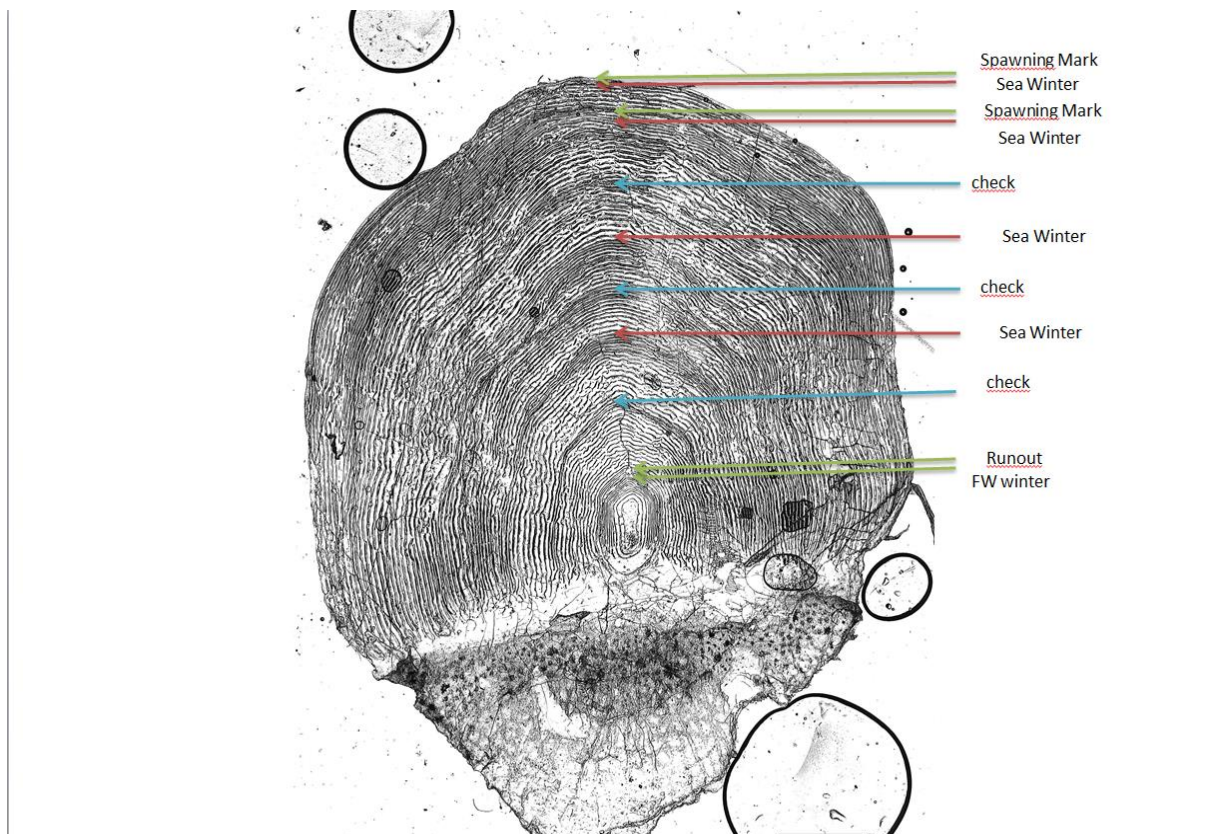 Spawning Mark
Sea Winter
Spawning Mark
Sea Winter
check
Sea Winter
check
Sea Winter
check
Runout
FW winter